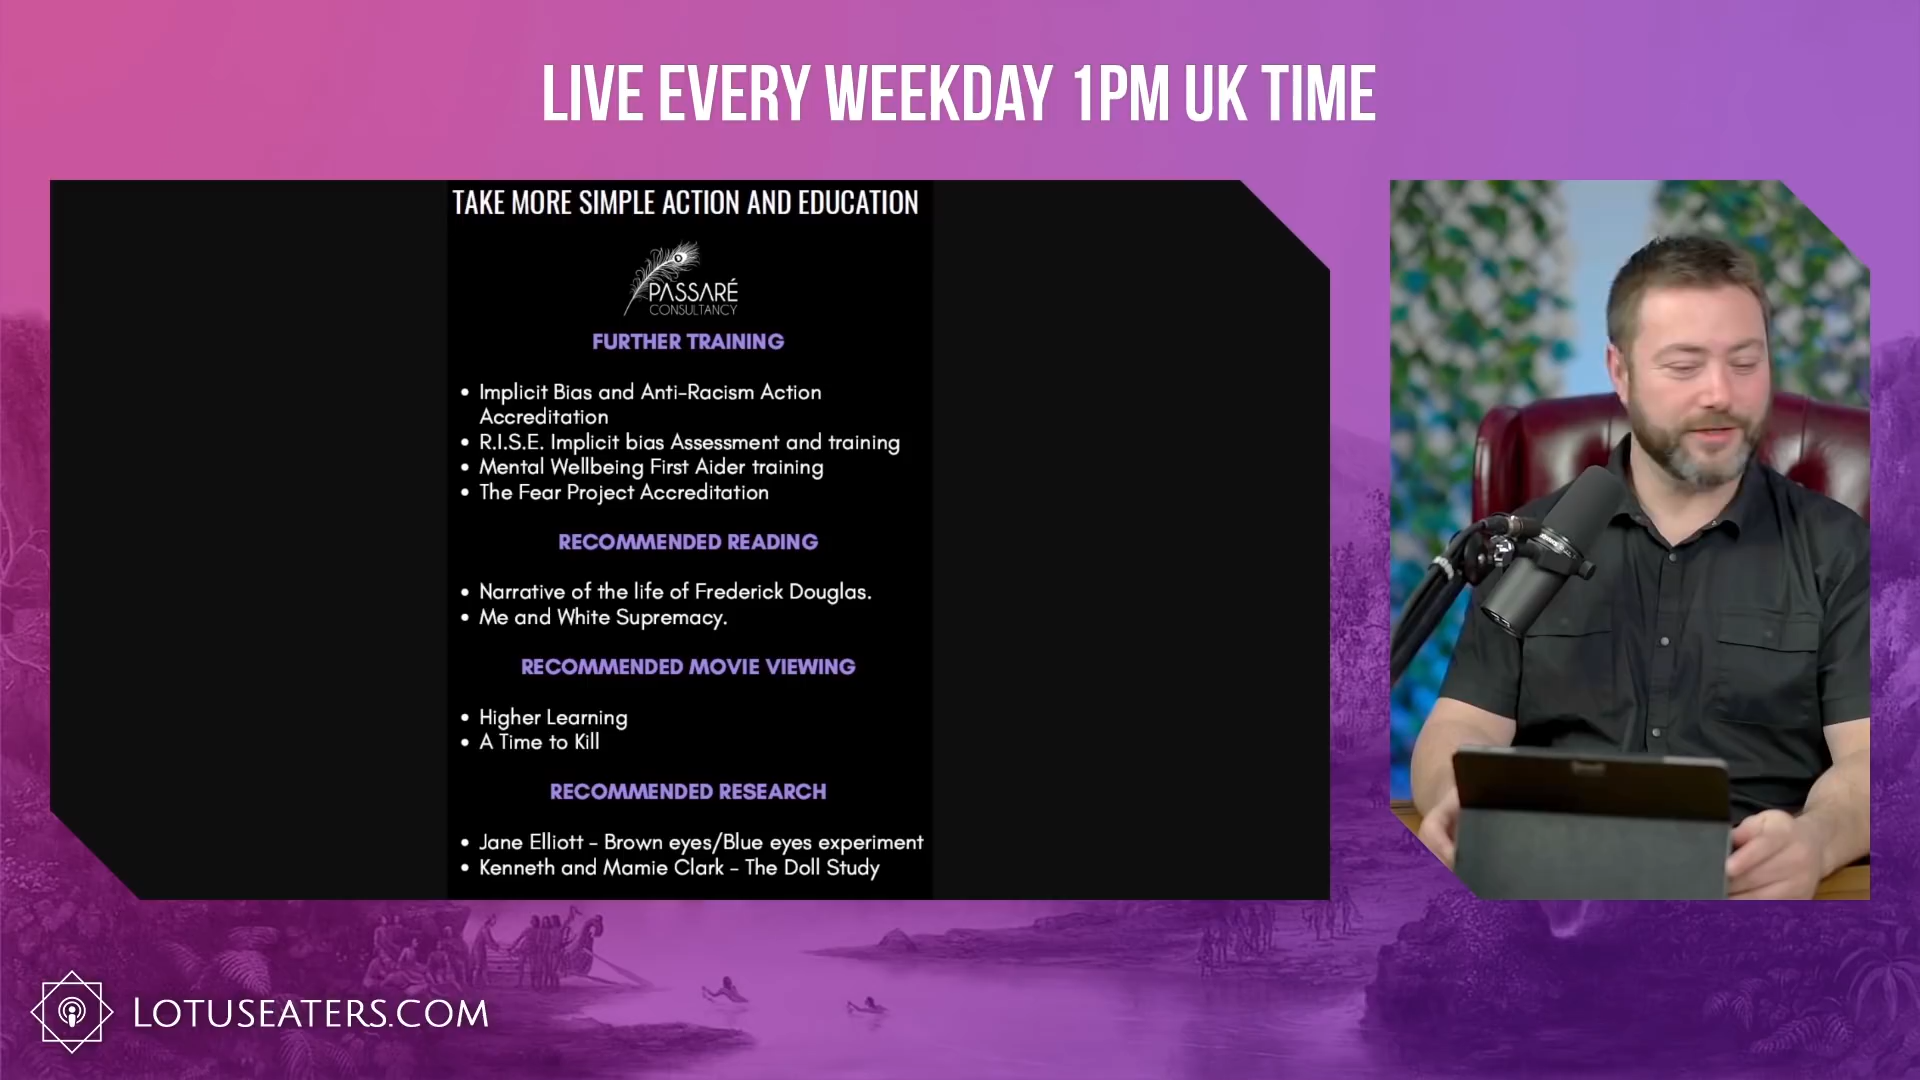 LIVE EVERY WEEKDAY 1PM UK TIME
TAKE MORE SIMPLE ACTION AND EDUCATION
PASSARÉ
CONSULTANCY
FURTHER TRAINING
• Implicit Bias and Anti-Racism Action
Accreditation
• R.I.S.E. Implicit bias Assessment and training
• Mental Wellbeing First Aider training
• The Fear Project Accreditation
RECOMMENDED READING
• Narrative of the life of Frederick Douglas.
• Me and White Supremacy.
RECOMMENDED MOVIE VIEWING
• Higher Learning
• A Time to Kill
RECOMMENDED RESEARCH
• Jane Elliott - Brown eyes/Blue eyes experiment
• Kenneth and Mamie Clark - The Doll Study
LOTUSEATERS.COM